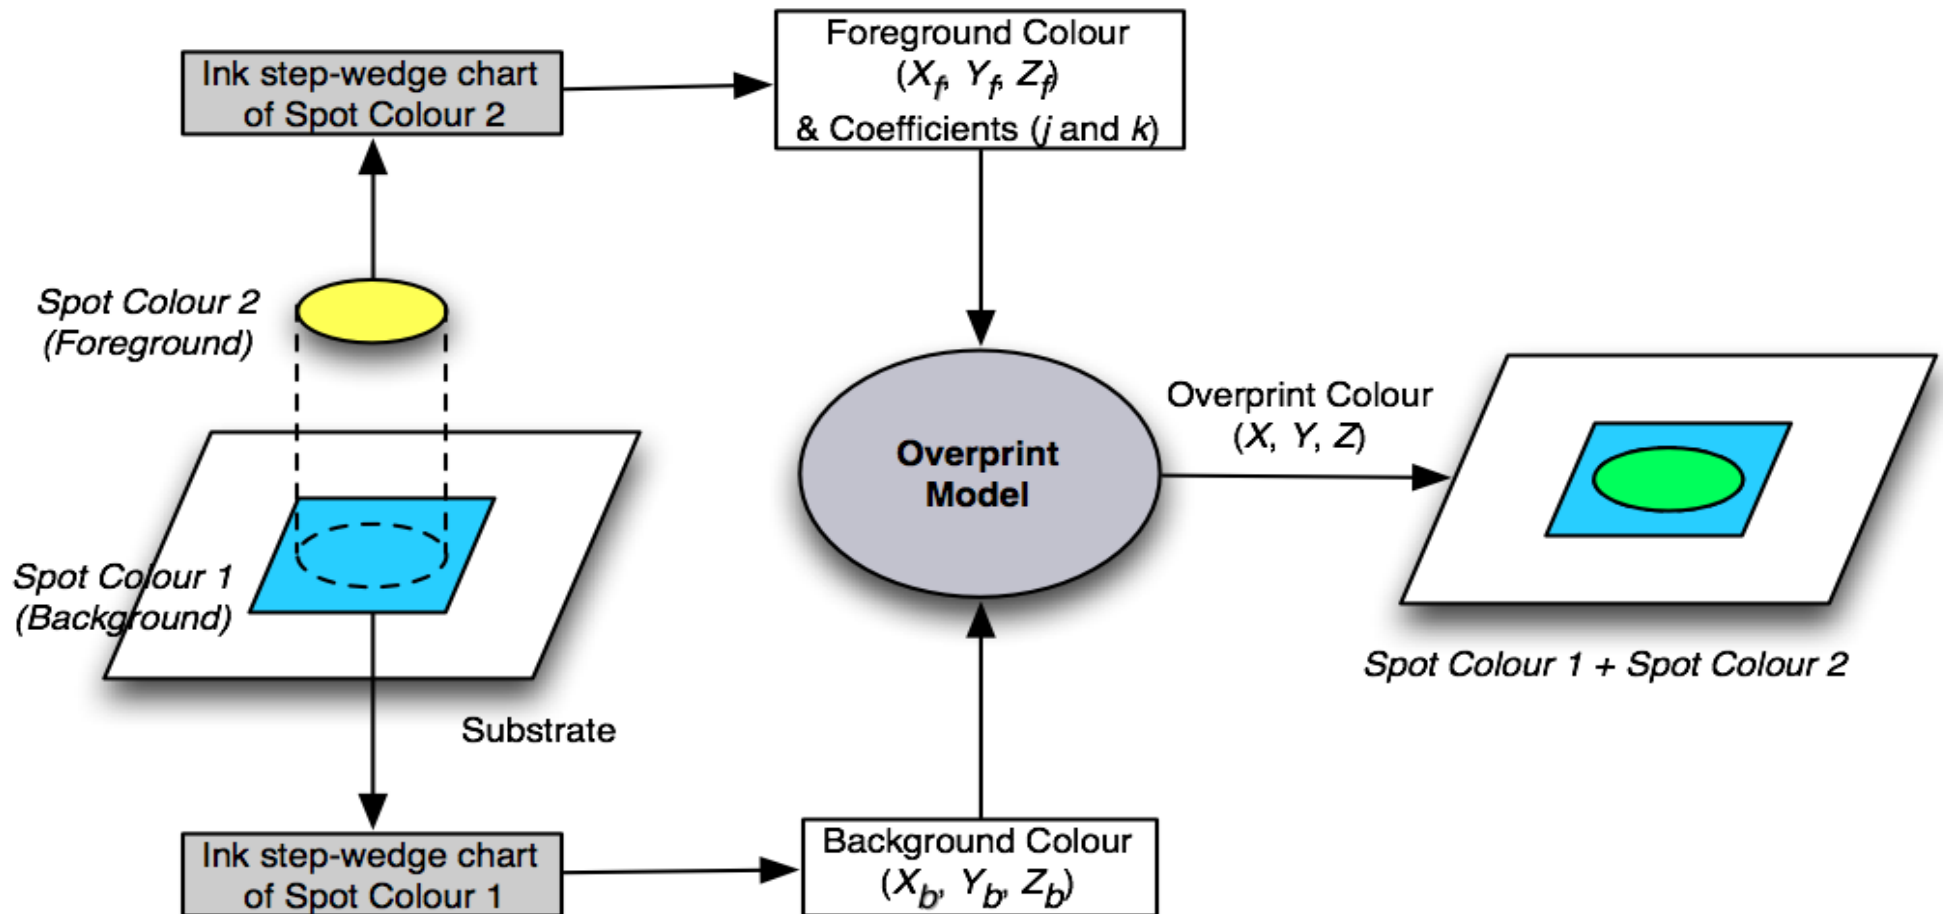 Ink step-wedge chart
of Spot Colour 2
Foreground Colour
(Xf, Yf, Zf)
& Coefficients (j and k)
Spot Colour 2
(Foreground)
Overprint
Model
Overprint Colour
(X, Y, Z)
Spot Colour 1
(Background)
Spot Colour 1 + Spot Colour 2
Substrate
Ink step-wedge chart
of Spot Colour 1
Background Colour
(Xb, Yb, Zb)